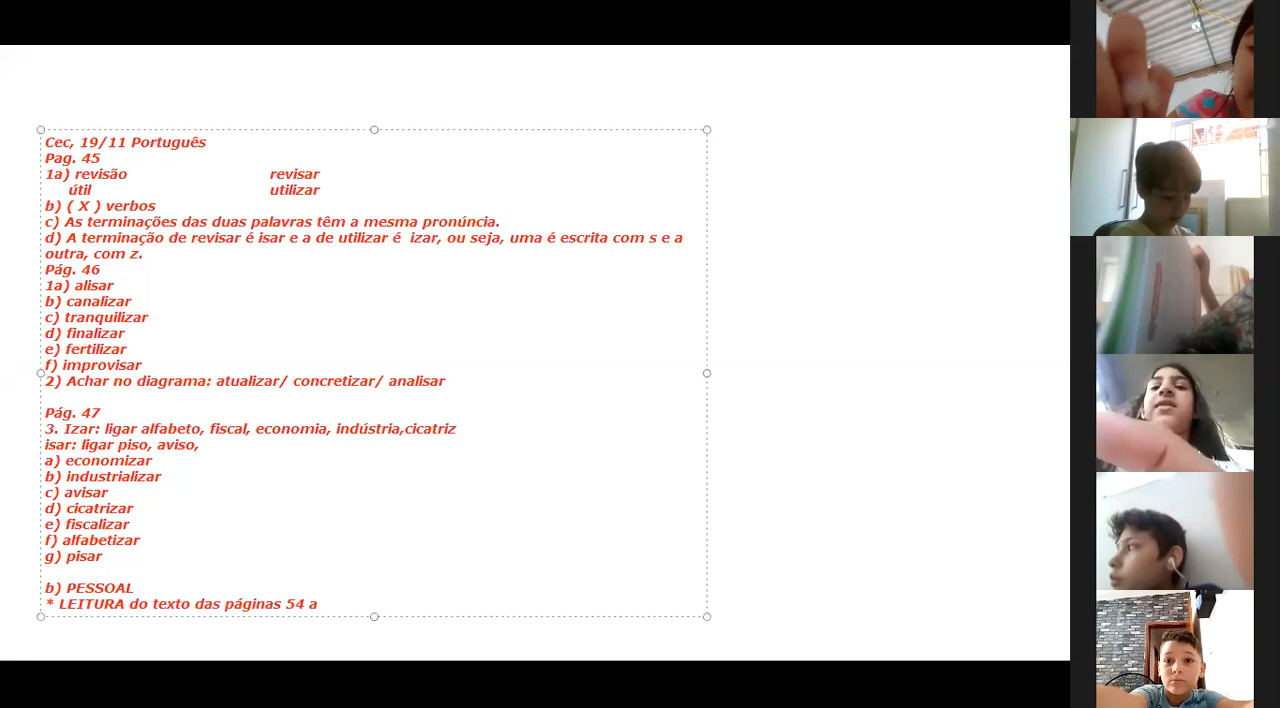 Cec, 19/11 Português
Pag. 45
1a) revisão revisar
útil utilizar
b) ( X ) verbos
c) As terminações das duas palavras têm a mesma pronúncia.
d) A terminação de revisar é isar e a de utilizar é izar, ou seja, uma é escrita com s e a
outra, com z.
Pág. 46
1a) alisar
b) canalizar
c) tranquilizar
d) finalizar
e) fertilizar
f) improvisar
2) Achar no diagrama: atualizar/ concretizar/ analisar
Pág. 47
3. Izar: ligar alfabeto, fiscal, economia, indústria,cicatriz
isar: ligar piso, aviso,
a) economizar
b) industrializar
c) avisar
d) cicatrizar
e) fiscalizar
f) alfabetizar
g) pisar
b) PESSOAL
* LEITURA do texto das páginas 54 a